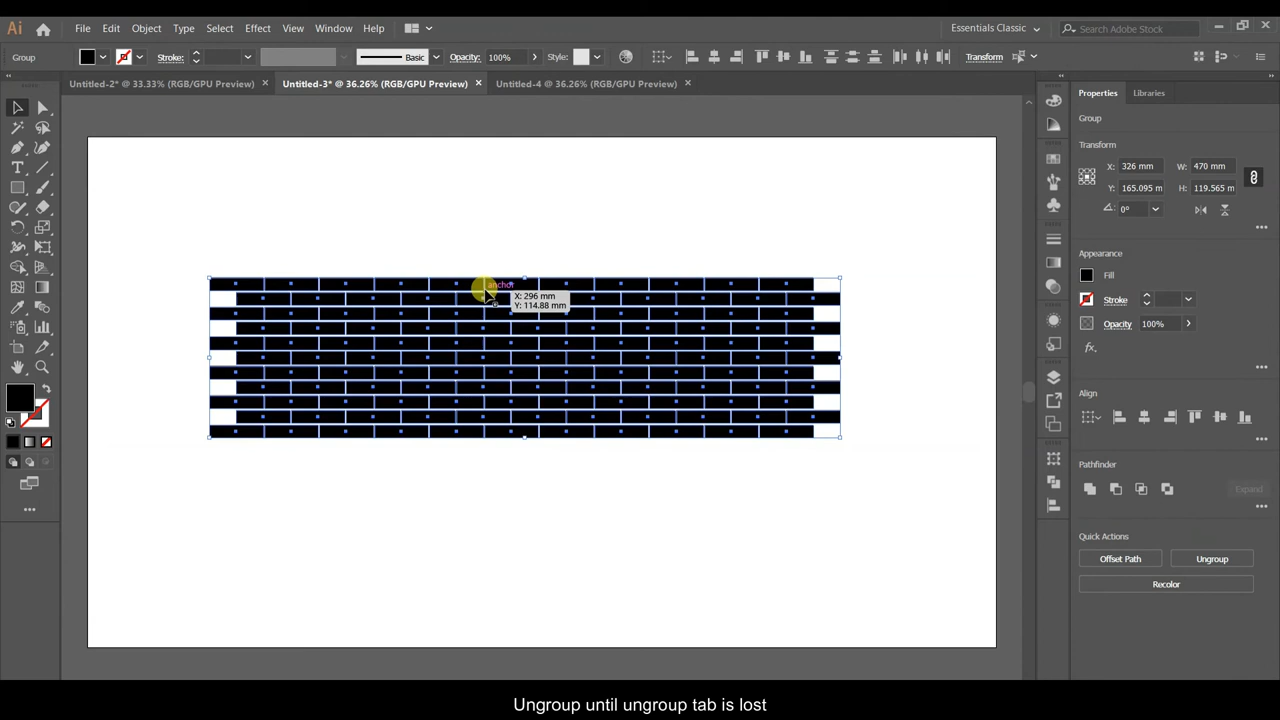 Ai File Edit Object Type Select Effect View Window Help Essentials Classic Search Adobe Stock
Group Stroke: Basic Opacity: 100% Style: Transform
Untitled-2* @ 33.33% (RGB/GPU Preview) × Untitled-3* @ 36.26% (RGB/GPU Preview) × Untitled-4 @ 36.26% (RGB/GPU Preview) ×
Properties Libraries
Group
Transform
X: 326 mm W: 470 mm
Y: 165.095 m H: 119.565 m
0°
Appearance
Fill
Stroke
Opacity 100%
fx.
Align
Pathfinder
Expand
Quick Actions
Offset Path Ungroup
Recolor
anchor
X: 296 mm
Y: 114.88 mm
Ungroup until ungroup tab is lost